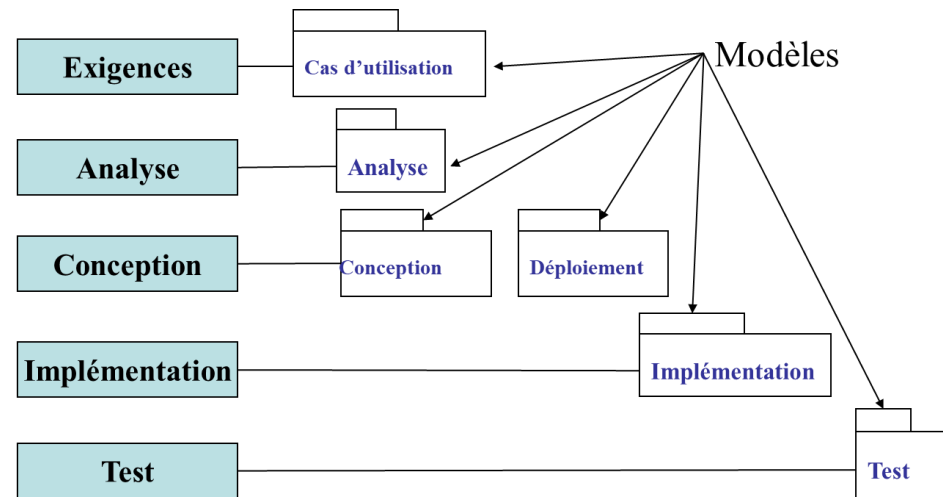 Exigences
Cas d’utilisation
Modèles
Analyse
Analyse
Conception
Conception
Déploiement
Implémentation
Implémentation
Test
Test